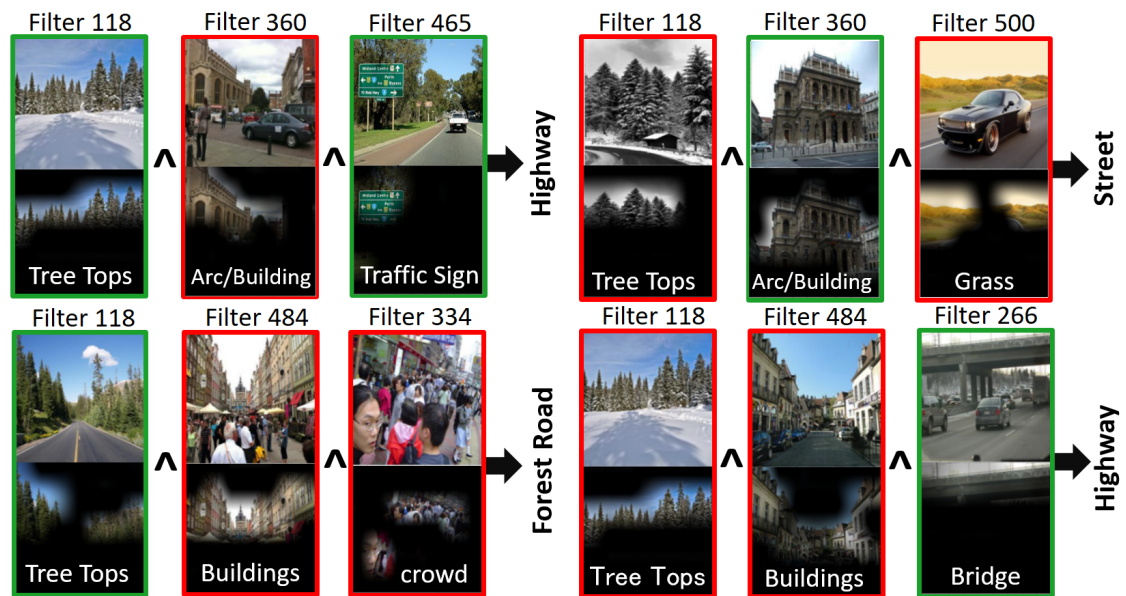 Filter 118
Filter 360
Filter 465
Filter 118
Filter 360
Filter 500
Tree Tops
^
Arc/Building
^
Traffic Sign
Highway
Tree Tops
^
Arc/Building
^
Grass
Street
Filter 118
Filter 484
Filter 334
Filter 118
Filter 484
Filter 266
Tree Tops
^
Buildings
^
crowd
Forest Road
Tree Tops
^
Buildings
^
Bridge
Highway